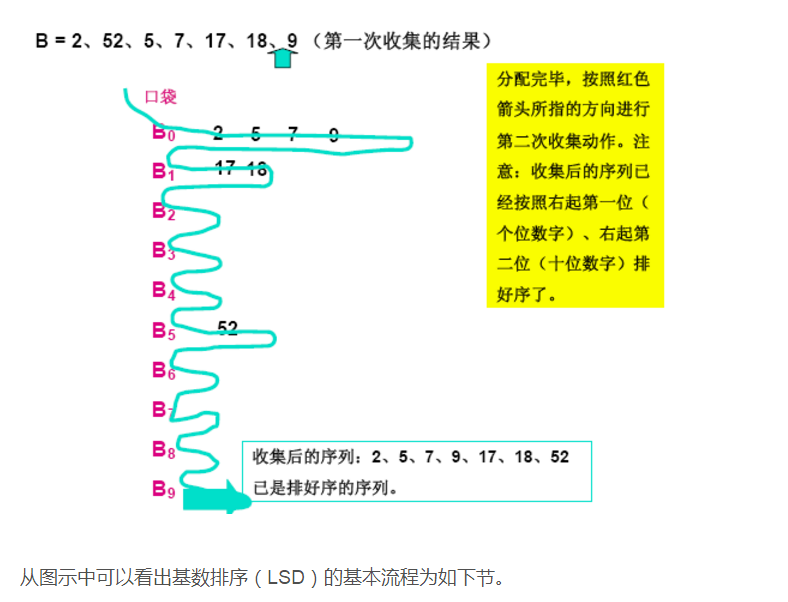 B = 2、52、5、7、17、18、9 （第一次收集的结果）
口袋
B0 2 5 7 9
B1 17 18
B2
B3
B4
B5 52
B6
B7
B8
B9
分配完毕，按照红色
箭头所指的方向进行
第二次收集动作。注
意：收集后的序列已
经按照右起第一位（
个位数字）、右起第
二位（十位数字）排
好序了。
收集后的序列：2、5、7、9、17、18、52
已是排好序的序列。
从图示中可以看出基数排序（LSD）的基本流程为如下节。